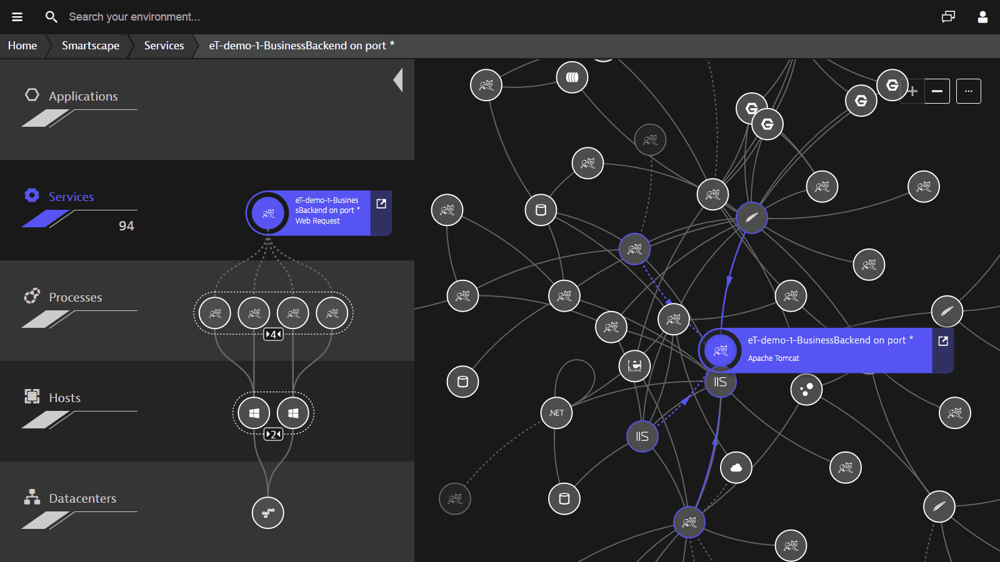 Search your environment...
Home
Smartscape
Services
eT-demo-1-BusinessBackend on port *
Applications
Services
94
eT-demo-1-Busines
sBackend on port *
Web Request
Processes
4
Hosts
2
Datacenters
eT-demo-1-BusinessBackend on port *
Apache Tomcat
IIS
IIS
.NET
ERLANG
...